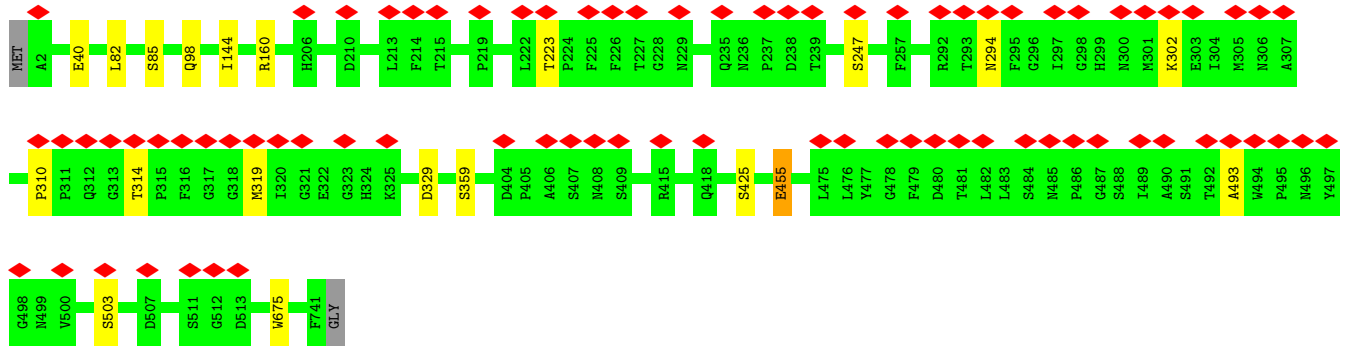 MET A2 E40 L82 S85 Q98 I144 R160 H206 D210 L213 F214 T215 P219 L222 T223 P224 F225 F226 T227 G228 N229 Q235 N236 P237 D238 T239 S247 F257 R292 T293 N294 F295 G296 I297 G298 H299 N300 M301 K302 E303 I304 M305 N306 A307
P310 P311 Q312 G313 T314 P315 F316 G317 G318 M319 I320 G321 E322 G323 H324 K325 D329 S359 D404 P405 A406 S407 N408 S409 R415 Q418 S425 E455 L475 L476 Y477 G478 F479 D480 T481 L482 L483 S484 N485 P486 G487 S488 I489 A490 S491 T492 A493 W494 P495 N496 Y497
G498 N499 V500 S503 D507 S511 G512 D513 W675 F741 GLY